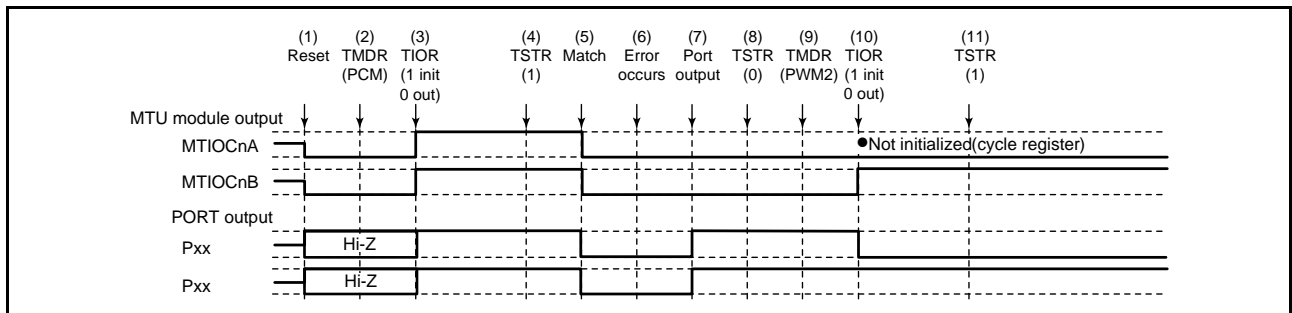 (1) (2) (3) (4) (5) (6) (7) (8) (9) (10) (11)
Reset TMDR TIOR TSTR Match Error Port TSTR TMDR TIOR TSTR
(PCM) (1 init (1) occurs output (0) (PWM2) (1 init (1)
0 out) 0 out)
MTU module output
MTIOCnA ●Not initialized(cycle register)
MTIOCnB
PORT output
Pxx Hi-Z
Pxx Hi-Z